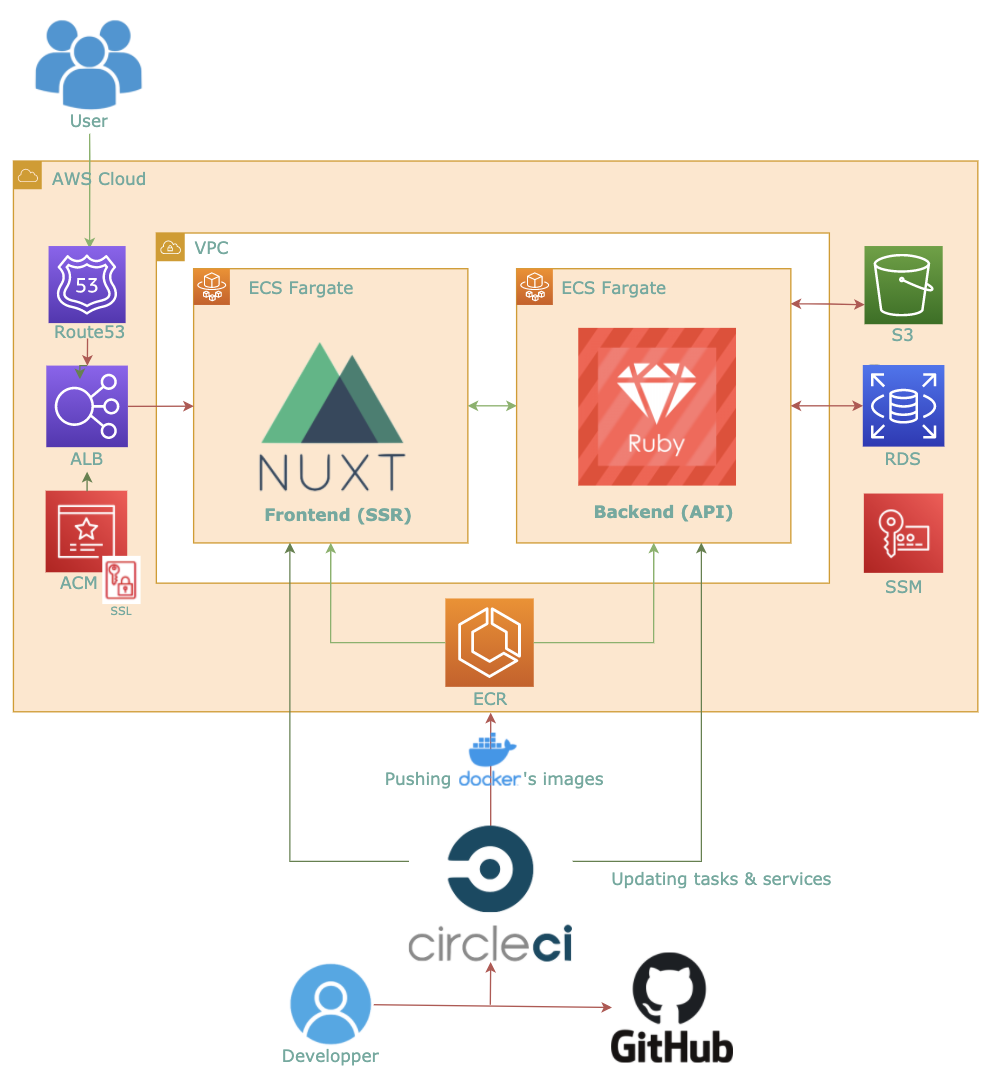 User
AWS Cloud
VPC
ECS Fargate
ECS Fargate
53
Route53
S3
Ruby
NUXT
ALB
RDS
Frontend (SSR)
Backend (API)
ACM
SSL
SSM
ECR
Pushing docker's images
Updating tasks & services
circleci
GitHub
Developper